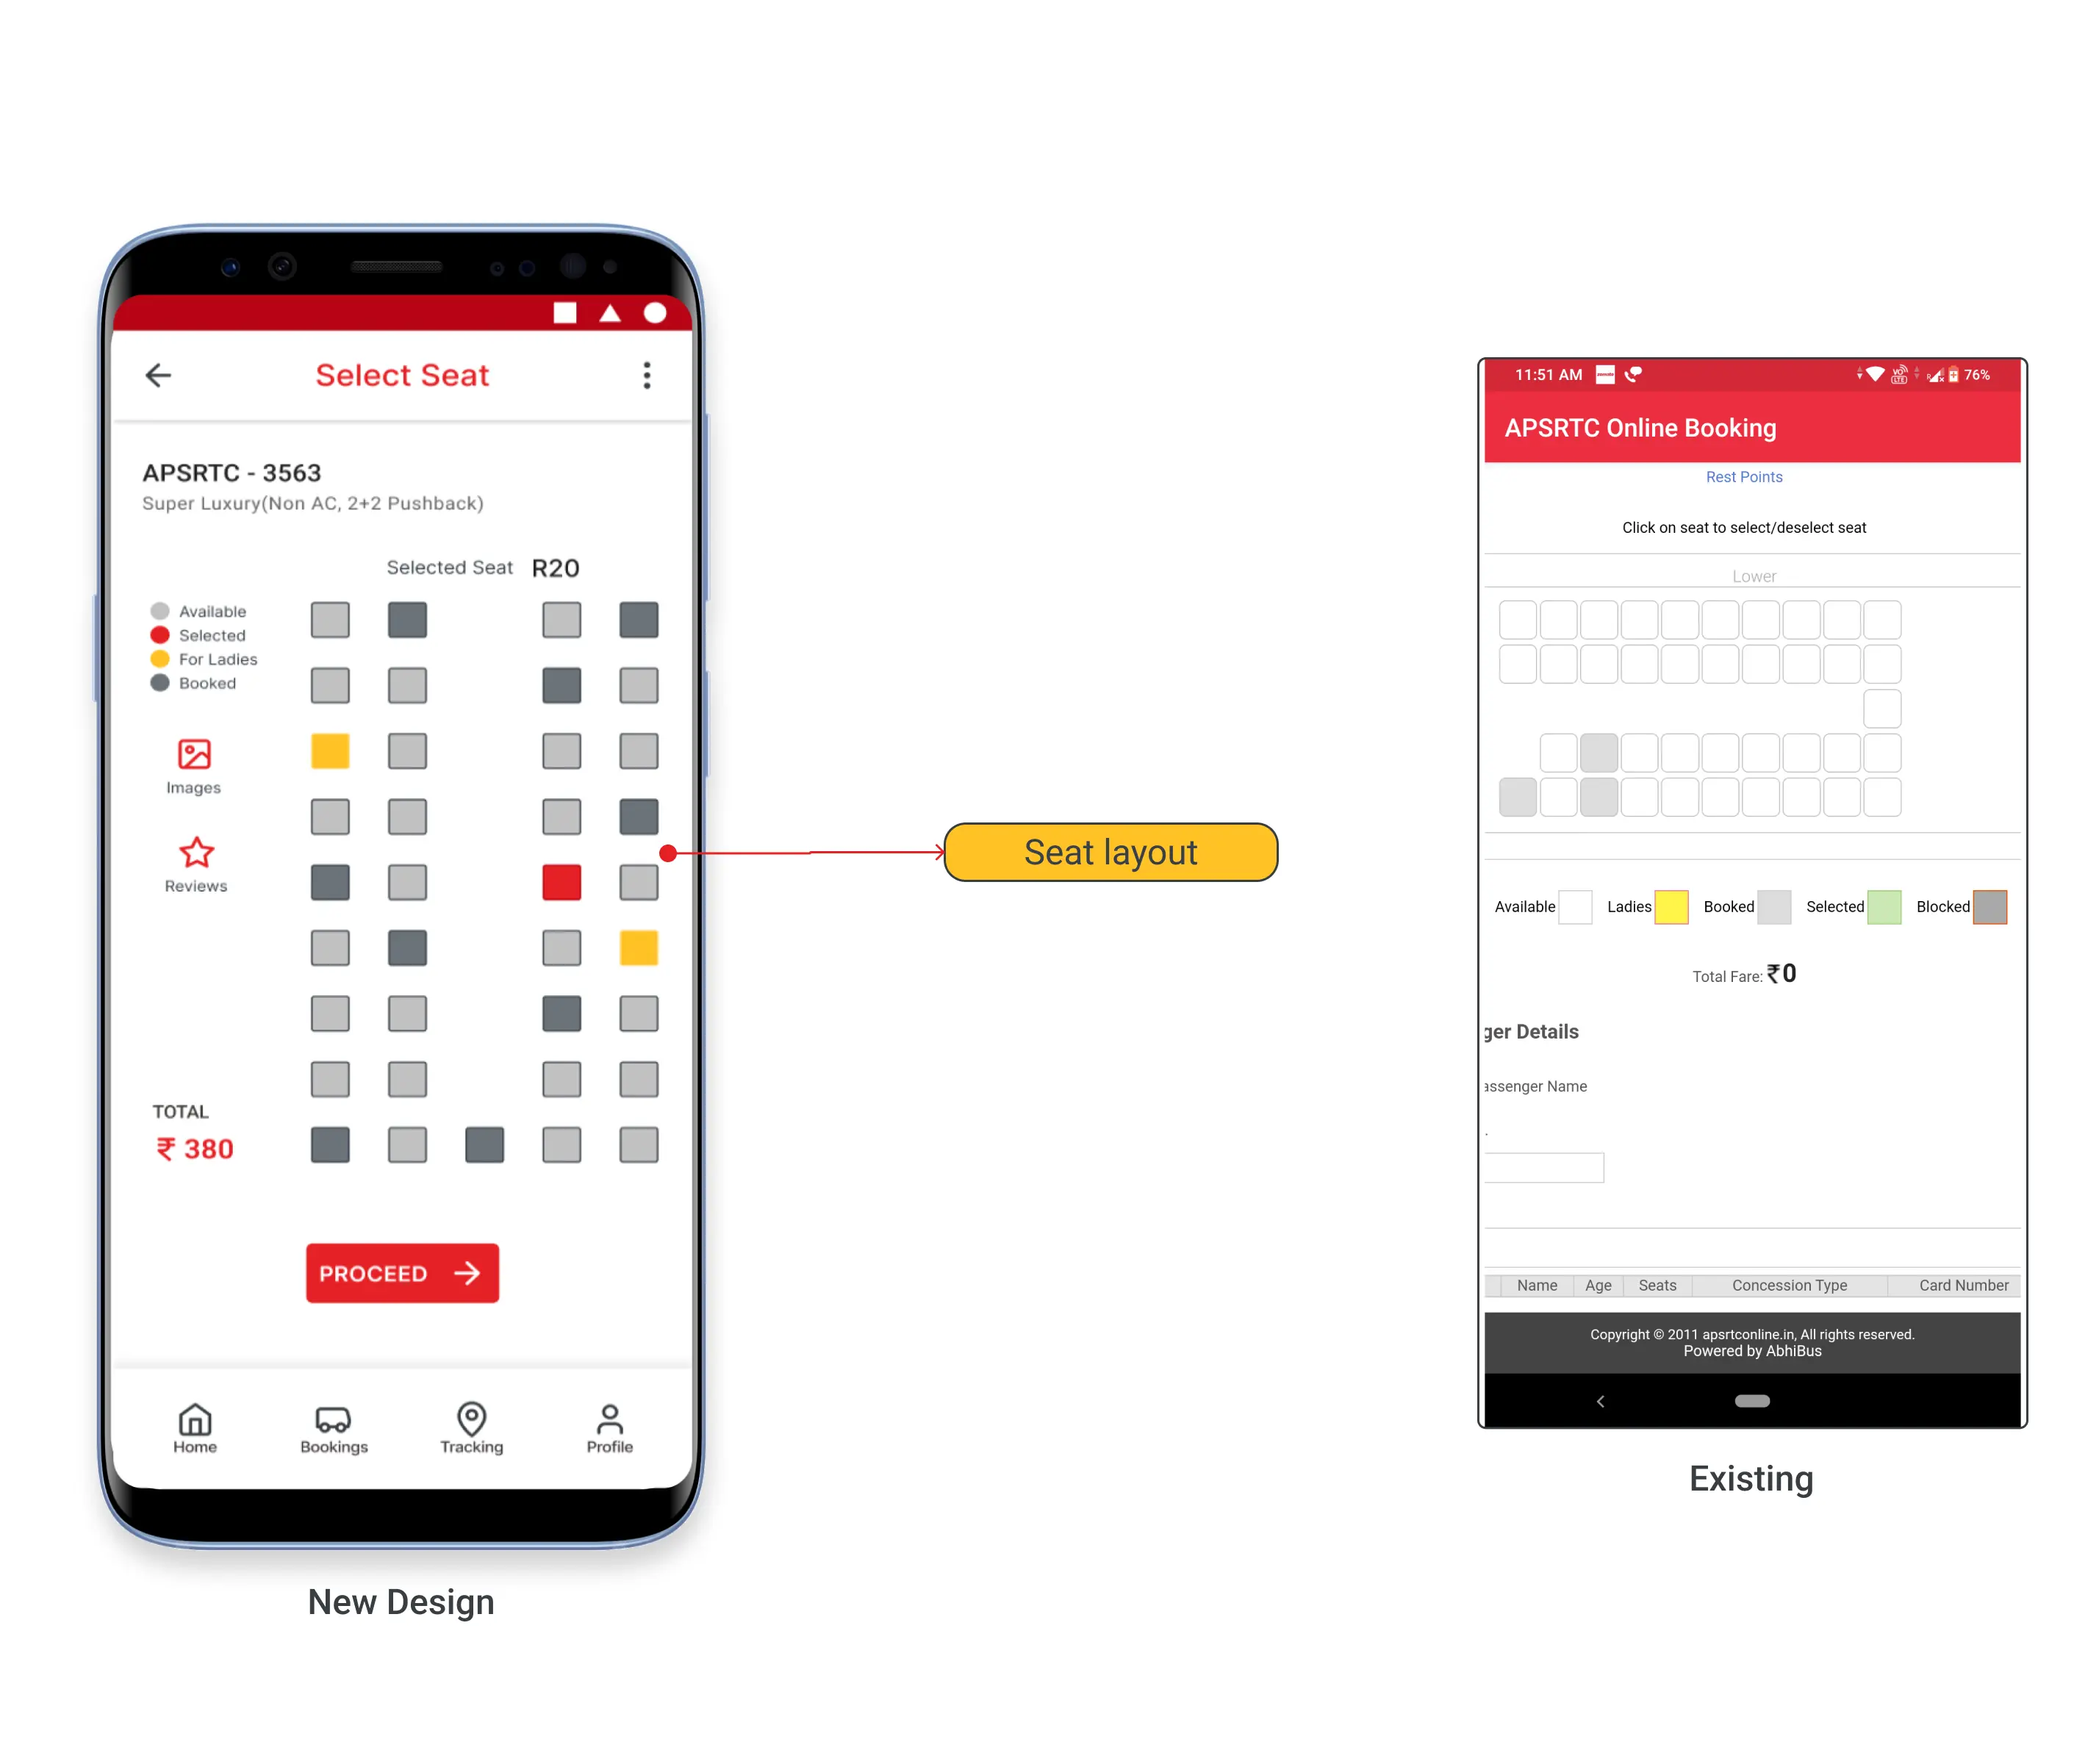 Select Seat
APSRTC - 3563
Super Luxury(Non AC, 2+2 Pushback)
Selected Seat R20
Available
Selected
For Ladies
Booked
Images
Reviews
TOTAL
₹ 380
PROCEED
Home
Bookings
Tracking
Profile
New Design
Seat layout
11:51 AM
76%
APSRTC Online Booking
Rest Points
Click on seat to select/deselect seat
Lower
Available Ladies Booked Selected Blocked
Total Fare: ₹0
ger Details
assenger Name
Name Age Seats Concession Type Card Number
Copyright © 2011 apsrtconline.in, All rights reserved.
Powered by AbhiBus
Existing